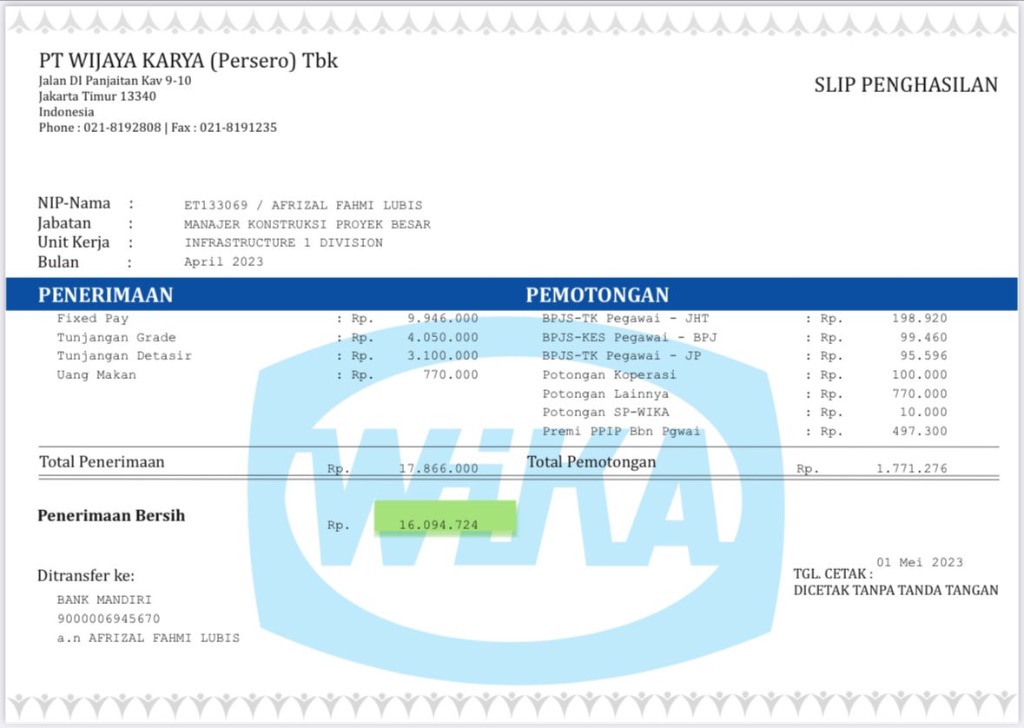 PT WIJAYA KARYA (Persero) Tbk
Jalan DI Panjaitan Kav 9-10
Jakarta Timur 13340
Indonesia
Phone : 021-8192808 | Fax : 021-8191235
SLIP PENGHASILAN
NIP-Nama : ET133069 / AFRIZAL FAHMI LUBIS
Jabatan : MANAJER KONSTRUKSI PROYEK BESAR
Unit Kerja : INFRASTRUCTURE 1 DIVISION
Bulan : April 2023
PENERIMAAN PEMOTONGAN
Fixed Pay : Rp. 9.946.000 BPJS-TK Pegawai - JHT : Rp. 198.920
Tunjangan Grade : Rp. 4.050.000 BPJS-KES Pegawai - BPJ : Rp. 99.460
Tunjangan Detasir : Rp. 3.100.000 BPJS-TK Pegawai - JP : Rp. 95.596
Uang Makan : Rp. 770.000 Potongan Koperasi : Rp. 100.000
Potongan Lainnya : Rp. 770.000
Potongan SP-WIKA : Rp. 10.000
Premi PPIP Bbn Pgwai : Rp. 497.300
Total Penerimaan Rp. 17.866.000 Total Pemotongan Rp. 1.771.276
Penerimaan Bersih Rp. 16.094.724
WiKA
Ditransfer ke:
BANK MANDIRI
9000006945670
a.n AFRIZAL FAHMI LUBIS
TGL. CETAK : 01 Mei 2023
DICETAK TANPA TANDA TANGAN